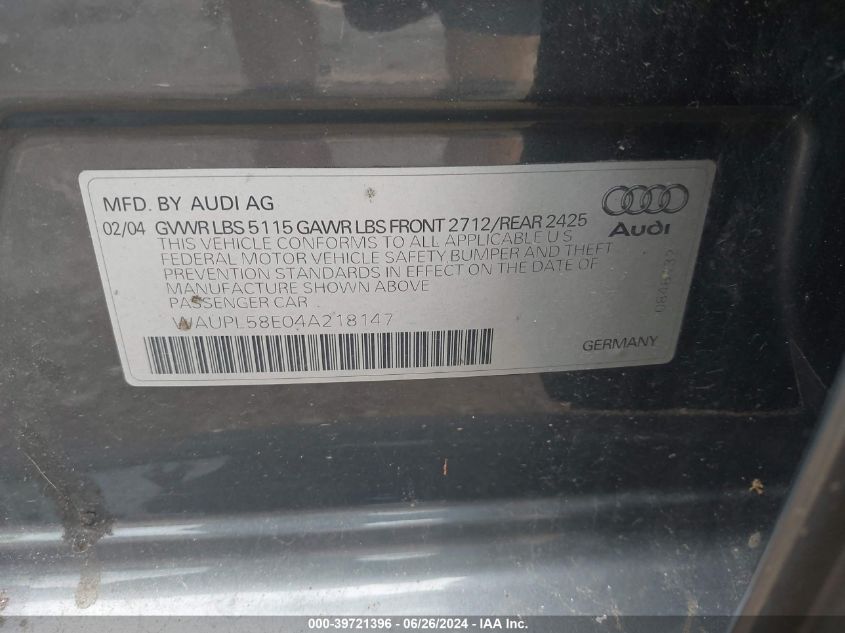 MFD. BY AUDI AG
02/04 GVWR LBS 5115 GAWR LBS FRONT 2712/REAR 2425
THIS VEHICLE CONFORMS TO ALL APPLICABLE U S
FEDERAL MOTOR VEHICLE SAFETY BUMPER AND THEFT
PREVENTION STANDARDS IN EFFECT ON THE DATE OF
MANUFACTURE SHOWN ABOVE
PASSENGER CAR
WAUPL58E04A218147
Audi
GERMANY
000-39721396 - 06/26/2024 - IAA Inc.